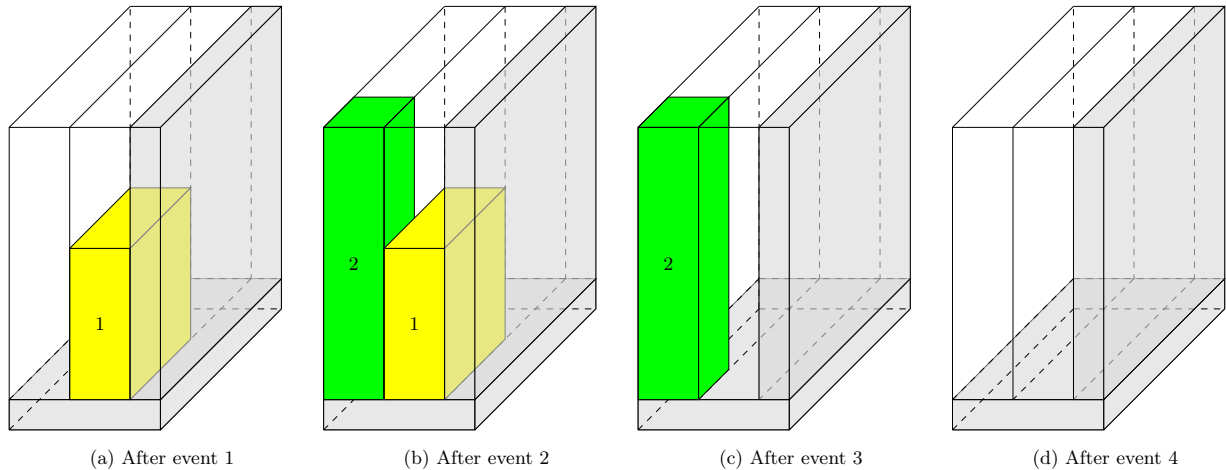 2
2
1
1
(a) After event 1
(b) After event 2
(c) After event 3
(d) After event 4